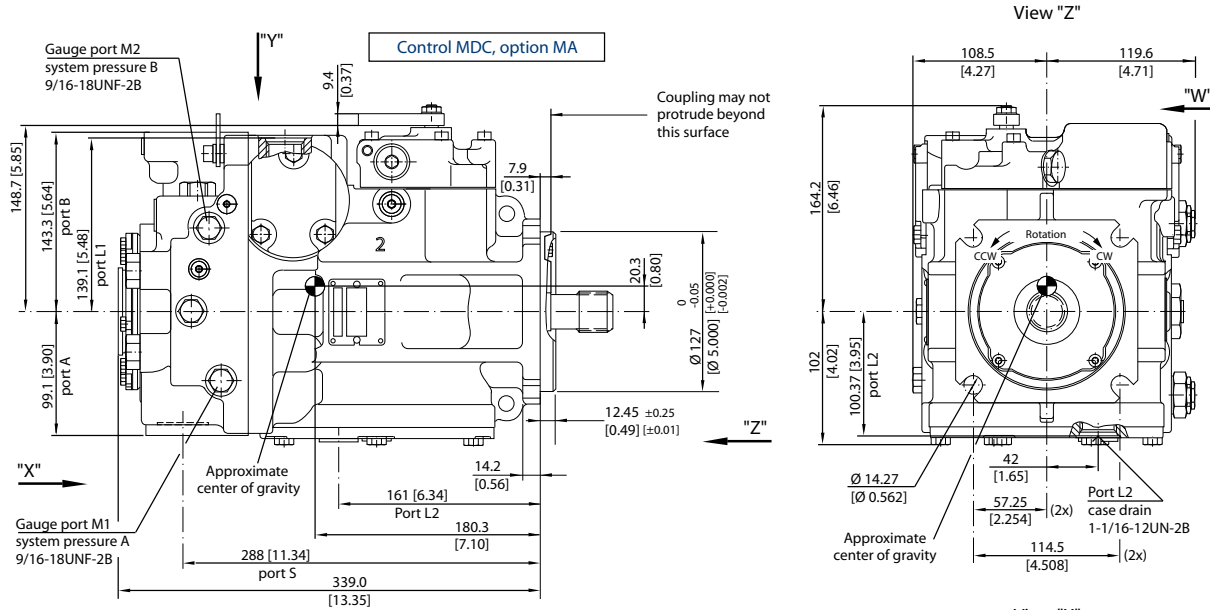 View "Z"
Control MDC, option MA
Gauge port M2
system pressure B
9/16-18UNF-2B
"Y"
9.4
[0.37]
Coupling may not
protrude beyond
this surface
108.5
[4.27]
119.6
[4.71]
"W"
148.7 [5.85]
143.3 [5.64]
port B
139.1 [5.48]
port L1
99.1 [3.90]
port A
7.9
[0.31]
2
20.3
[0.80]
0
-0.05
Ø 127
[+0.000]
[-0.002]
[Ø 5.000]
164.2
[6.46]
102
[4.02]
100.37 [3.95]
port L2
Rotation
CCW
CW
12.45 ±0.25
[0.49] [±0.01]
"Z"
"X"
Approximate
center of gravity
14.2
[0.56]
161 [6.34]
Port L2
180.3
[7.10]
288 [11.34]
port S
339.0
[13.35]
Gauge port M1
system pressure A
9/16-18UNF-2B
Ø 14.27
[Ø 0.562]
42
[1.65]
57.25
[2.254]
(2x)
114.5
[4.508]
(2x)
Port L2
case drain
1-1/16-12UN-2B
Approximate
center of gravity